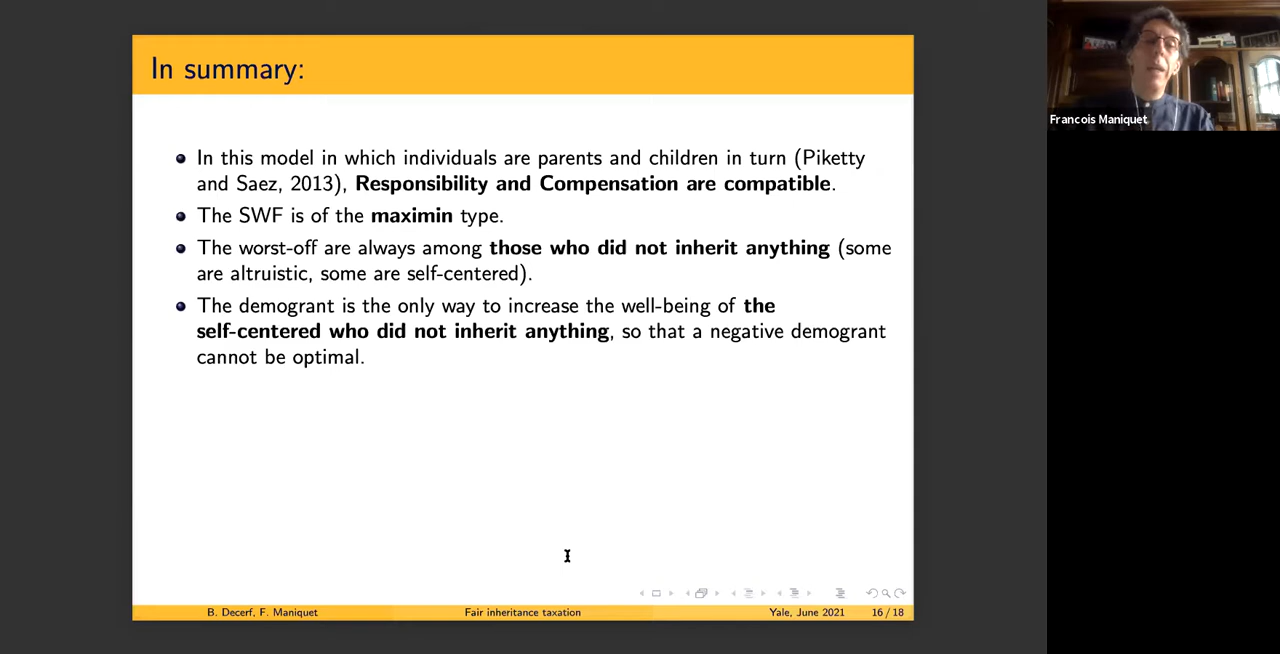 In summary:
In this model in which individuals are parents and children in turn (Piketty
and Saez, 2013), Responsibility and Compensation are compatible.
The SWF is of the maximin type.
The worst-off are always among those who did not inherit anything (some
are altruistic, some are self-centered).
The demogrant is the only way to increase the well-being of the
self-centered who did not inherit anything, so that a negative demogrant
cannot be optimal.
B. Decerf, F. Maniquet
Fair inheritance taxation
Yale, June 2021
16 / 18
Francois Maniquet